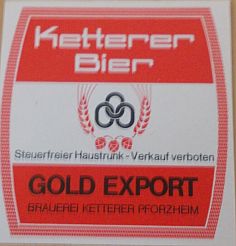 Ketterer
Bier
Steuerfreier Haustrunk - Verkauf verboten
GOLD EXPORT
BRAUEREI KETTERER PFORZHEIM